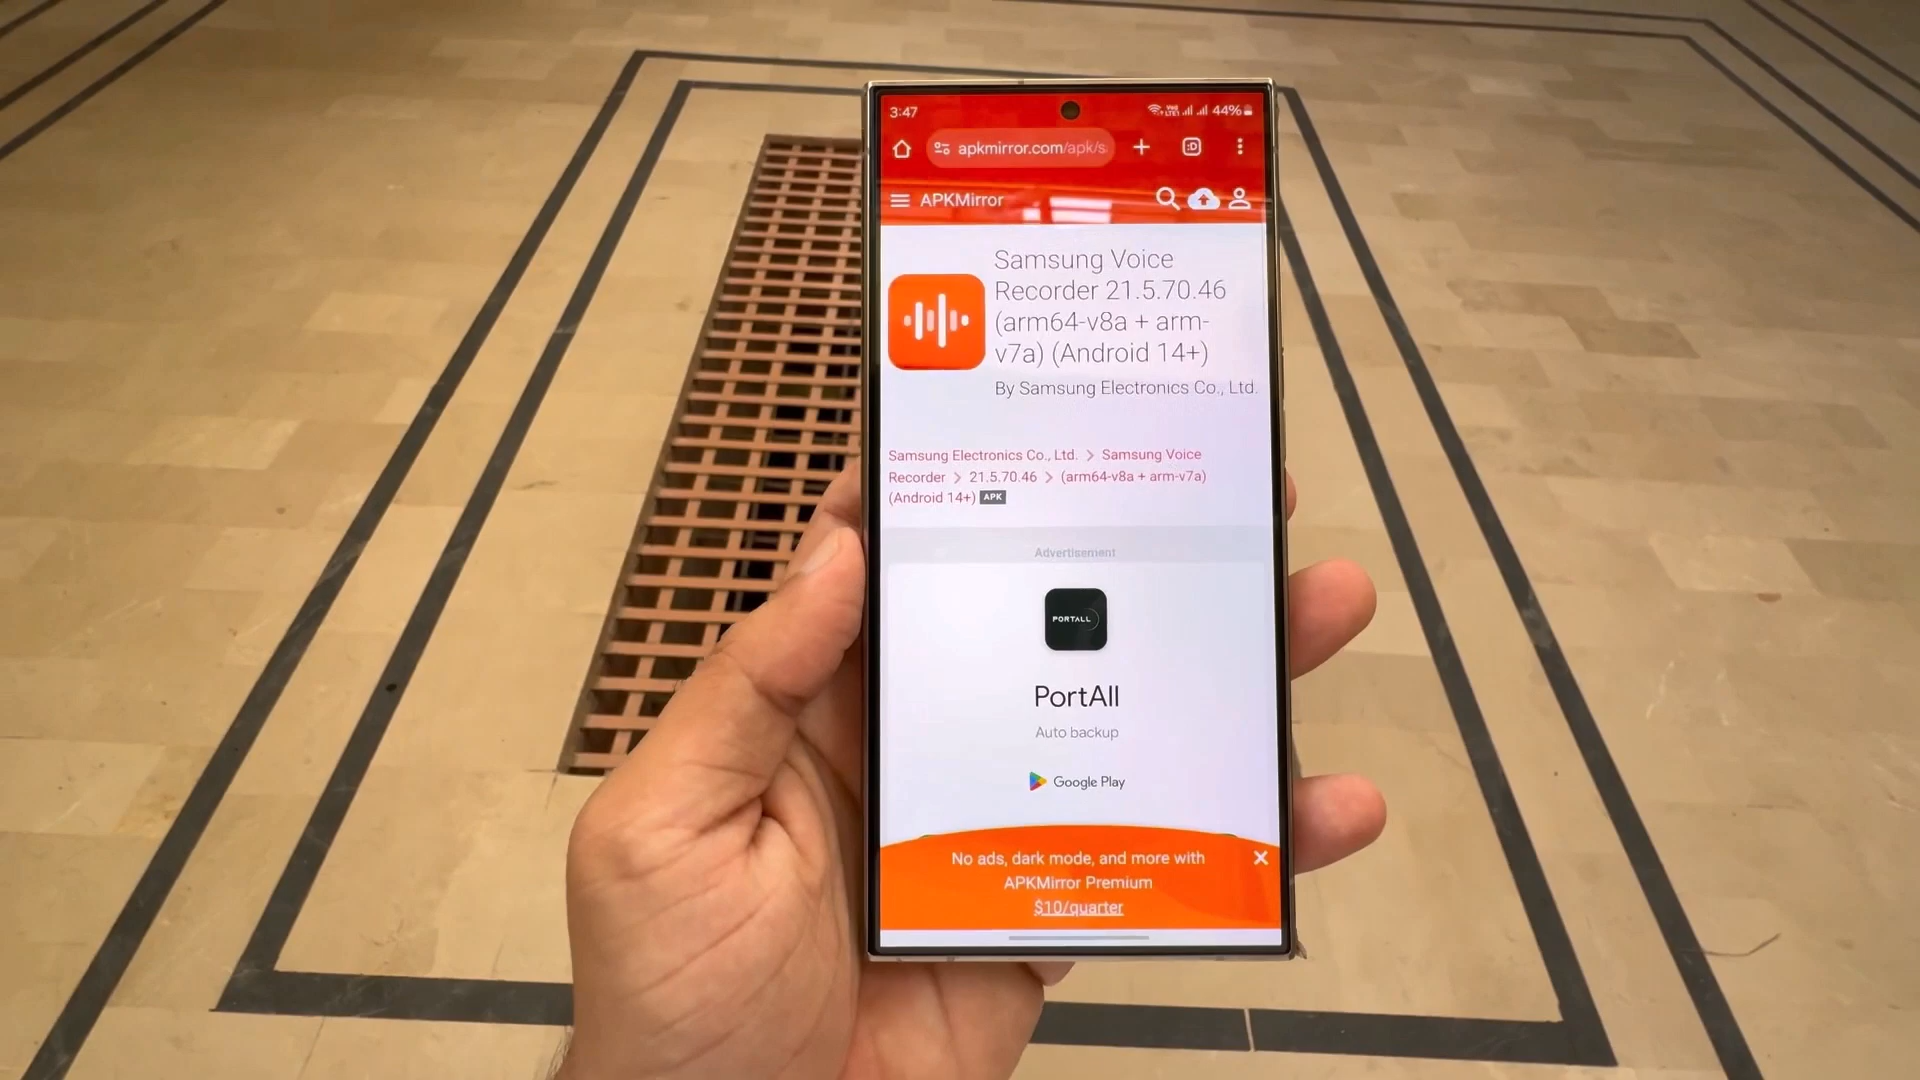 3:47
44%
apkmirror.com/apk/s
:D
APKMirror
Samsung Voice
Recorder 21.5.70.46
(arm64-v8a + arm-
v7a) (Android 14+)
By Samsung Electronics Co., Ltd.
Samsung Electronics Co., Ltd. > Samsung Voice
Recorder > 21.5.70.46 > (arm64-v8a + arm-v7a)
(Android 14+) APK
Advertisement
PORTALL
PortAll
Auto backup
Google Play
No ads, dark mode, and more with
APKMirror Premium
$10/quarter